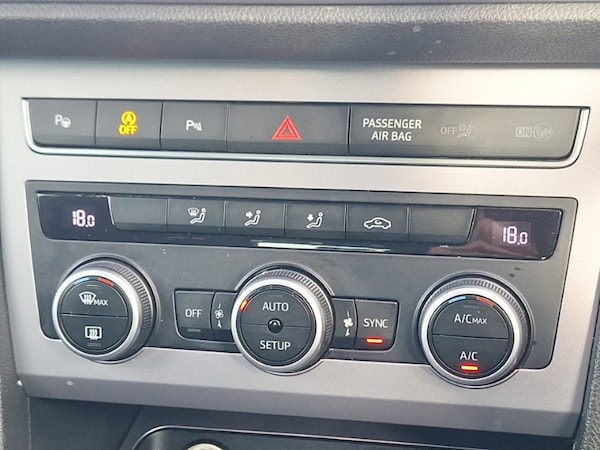 P A OFF P PASSENGER AIR BAG OFF ON
18.0 18.0
MAX OFF AUTO SETUP SYNC A/C MAX A/C